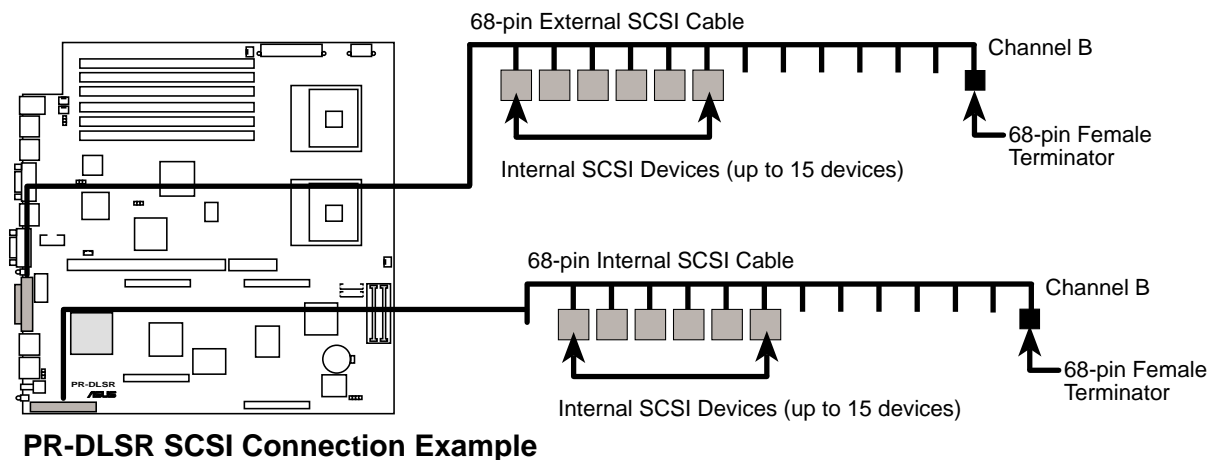 68-pin External SCSI Cable
Channel B
68-pin Female
Terminator
Internal SCSI Devices (up to 15 devices)
68-pin Internal SCSI Cable
Channel B
68-pin Female
Terminator
Internal SCSI Devices (up to 15 devices)
PR-DLSR
ASUS
PR-DLSR SCSI Connection Example